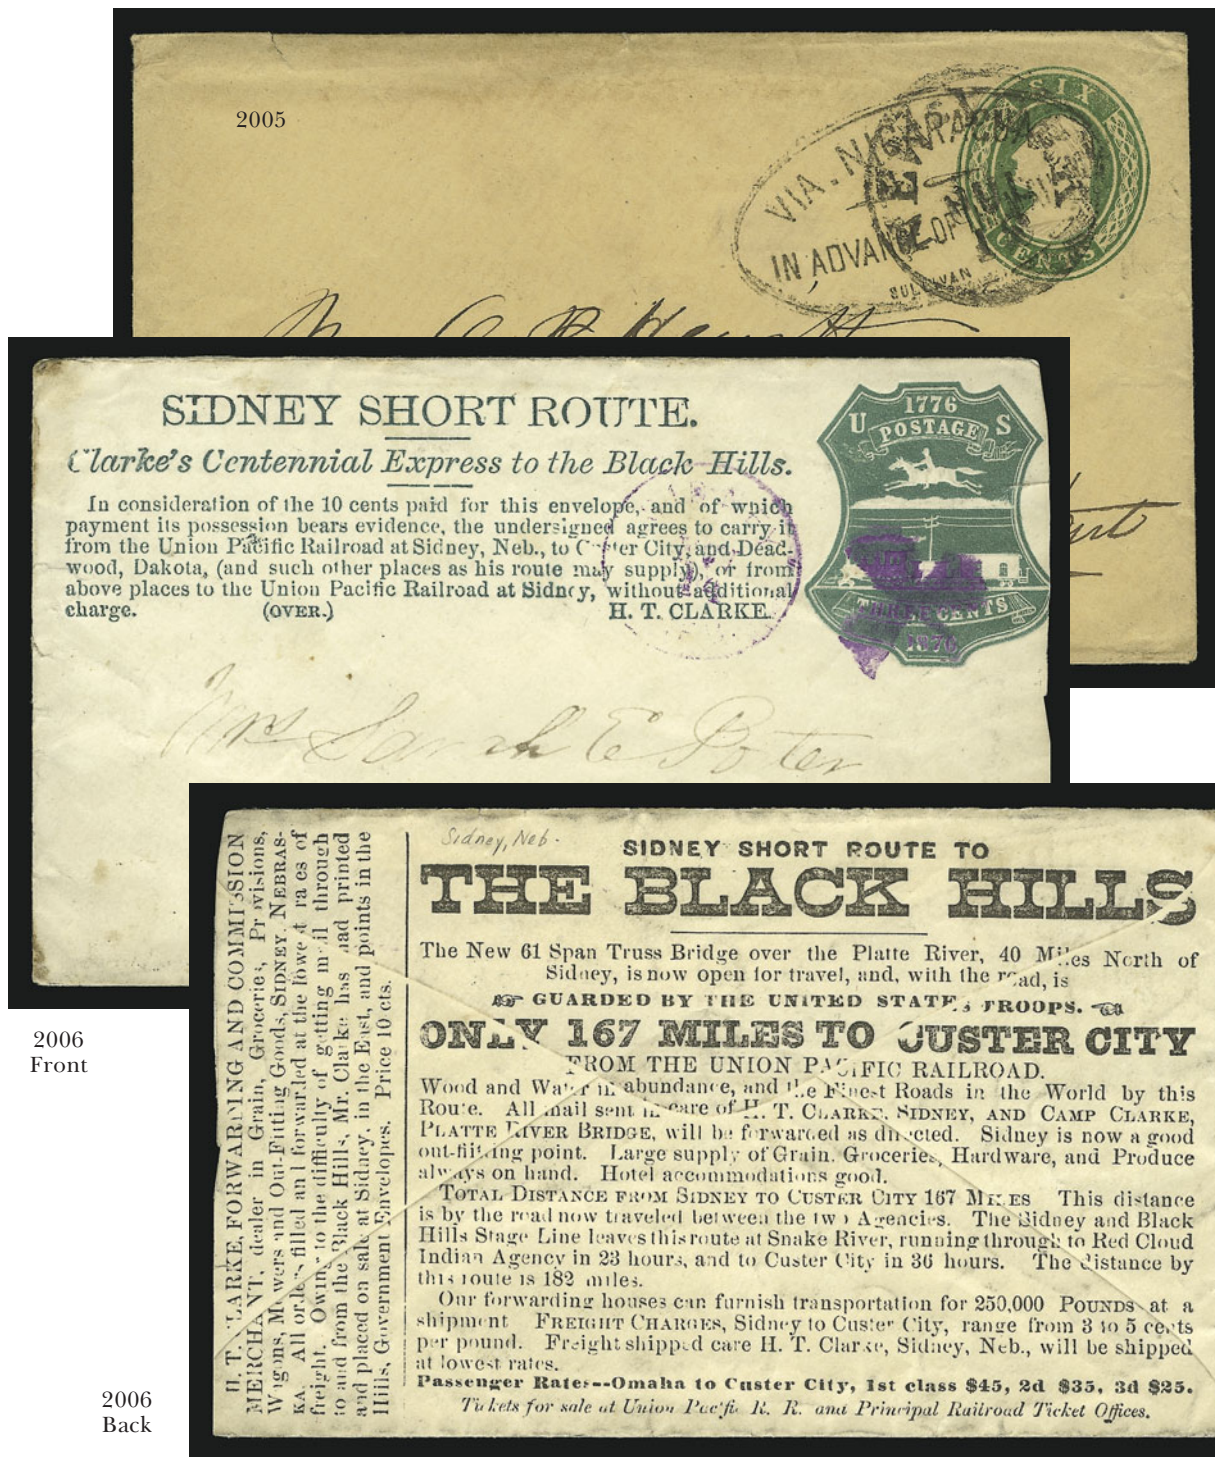 2005
SIX
CENTS
VIA. NICARAGUA
IN ADVANCE OF THE
SULLIVAN
NEW
SIDNEY SHORT ROUTE.
Clarke's Centennial Express to the Black Hills.
In consideration of the 10 cents paid for this envelope, and of which
payment its possession bears evidence, the undersigned agrees to carry it
from the Union Pacific Railroad at Sidney, Neb., to Custer City, and Dead-
wood, Dakota, (and such other places as his route may supply), or from
above places to the Union Pacific Railroad at Sidney, without additional
charge. (OVER.) H. T. CLARKE.
1776
U S
POSTAGE
THREE CENTS
1876
Mrs Sarah E Poter
2006
Front
H. T. CLARKE, FORWARDING AND COMMISSION
MERCHANT, dealer in Grain, Groceries, Provisions,
Wagons, Mowers and Out-Fitting Goods, SIDNEY, NEBRAS-
KA. All orders filled and forwarded at the lowest rates of
freight. Owing to the difficulty of getting mail through
to and from the Black Hills, Mr. Clarke has had printed
and placed on sale at Sidney, in the East, and points in the
Hills, Government Envelopes. Price 10 cts.
Sidney, Neb.
SIDNEY SHORT ROUTE TO
THE BLACK HILLS
The New 61 Span Truss Bridge over the Platte River, 40 Miles North of
Sidney, is now open for travel, and, with the road, is
☞ GUARDED BY THE UNITED STATES TROOPS. ☜
ONLY 167 MILES TO CUSTER CITY
FROM THE UNION PACIFIC RAILROAD.
Wood and Water in abundance, and the Finest Roads in the World by this
Route. All mail sent in care of H. T. CLARKE, SIDNEY, AND CAMP CLARKE,
PLATTE RIVER BRIDGE, will be forwarded as directed. Sidney is now a good
out-fitting point. Large supply of Grain, Groceries, Hardware, and Produce
always on hand. Hotel accommodations good.
TOTAL DISTANCE FROM SIDNEY TO CUSTER CITY 167 MILES This distance
is by the road now traveled between the two Agencies. The Sidney and Black
Hills Stage Line leaves this route at Snake River, running through to Red Cloud
Indian Agency in 23 hours, and to Custer City in 36 hours. The distance by
this route is 182 miles.
Our forwarding houses can furnish transportation for 250,000 POUNDS at a
shipment FREIGHT CHARGES, Sidney to Custer City, range from 3 to 5 cents
per pound. Freight shipped care H. T. Clarke, Sidney, Neb., will be shipped
at lowest rates.
Passenger Rates--Omaha to Custer City, 1st class $45, 2d $35, 3d $25.
Tickets for sale at Union Pacific R. R. and Principal Railroad Ticket Offices.
2006
Back